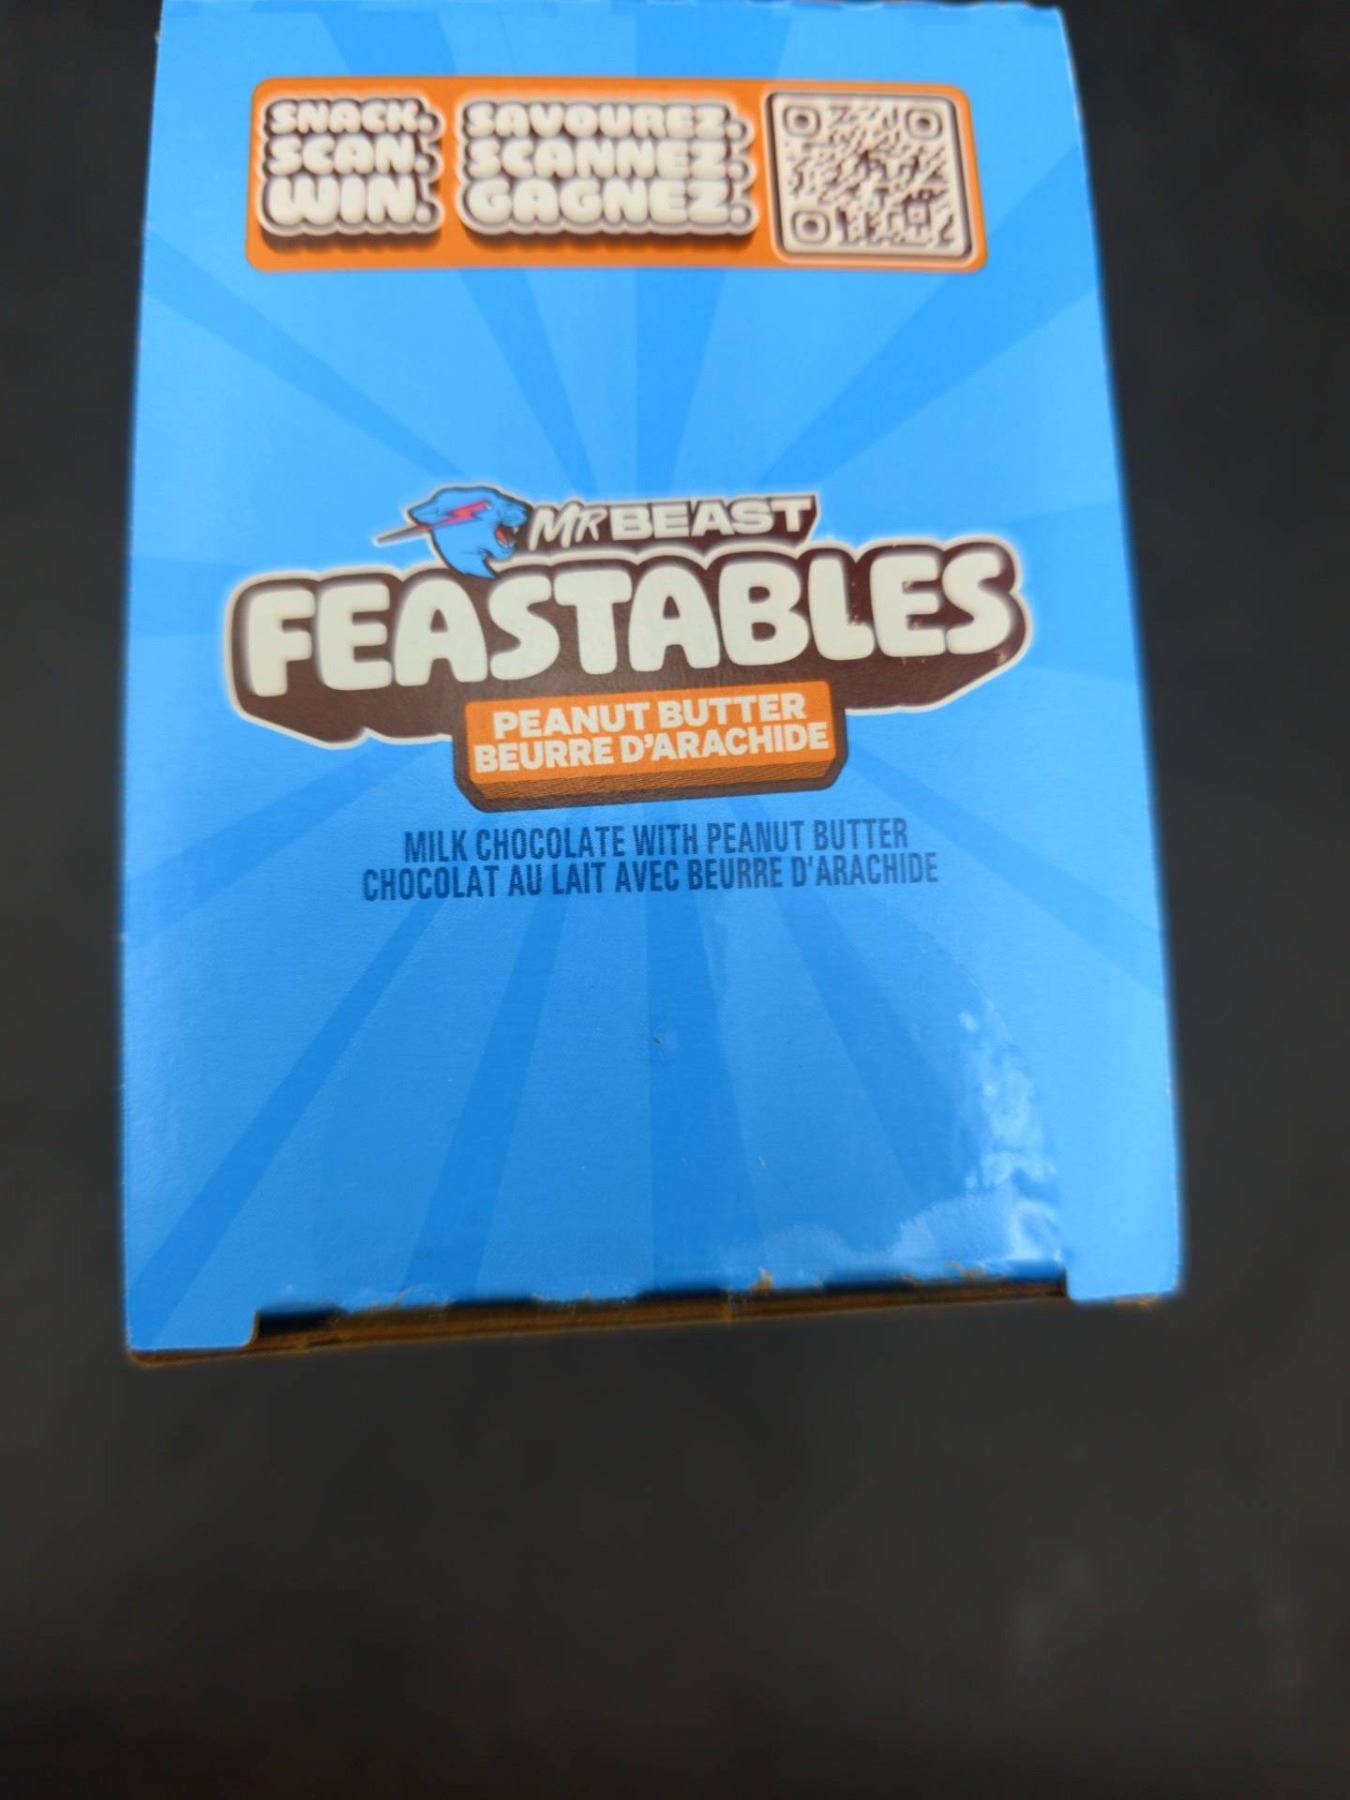 SNACK.
SCAN.
WIN.
SAVOUREZ.
SCANNEZ.
GAGNEZ.
MRBEAST
FEASTABLES
PEANUT BUTTER
BEURRE D'ARACHIDE
MILK CHOCOLATE WITH PEANUT BUTTER
CHOCOLAT AU LAIT AVEC BEURRE D'ARACHIDE